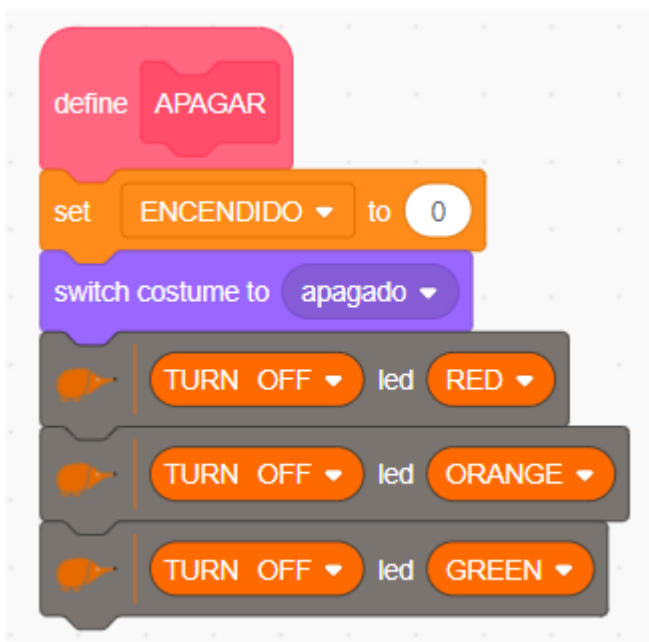 define APAGAR
set ENCENDIDO to 0
switch costume to apagado
TURN OFF led RED
TURN OFF led ORANGE
TURN OFF led GREEN